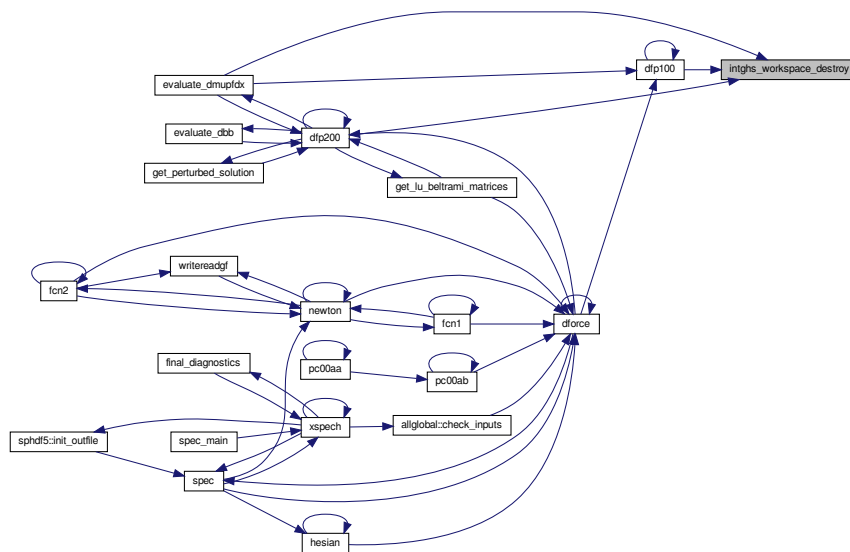 intghs_workspace_destroy
dfp100
evaluate_dmupfdx
evaluate_dbb
dfp200
get_perturbed_solution
get_lu_beltrami_matrices
writereadgf
fcn2
newton
fcn1
dforce
final_diagnostics
pc00aa
pc00ab
xspech
allglobal::check_inputs
sphdf5::init_outfile
spec_main
spec
hesian